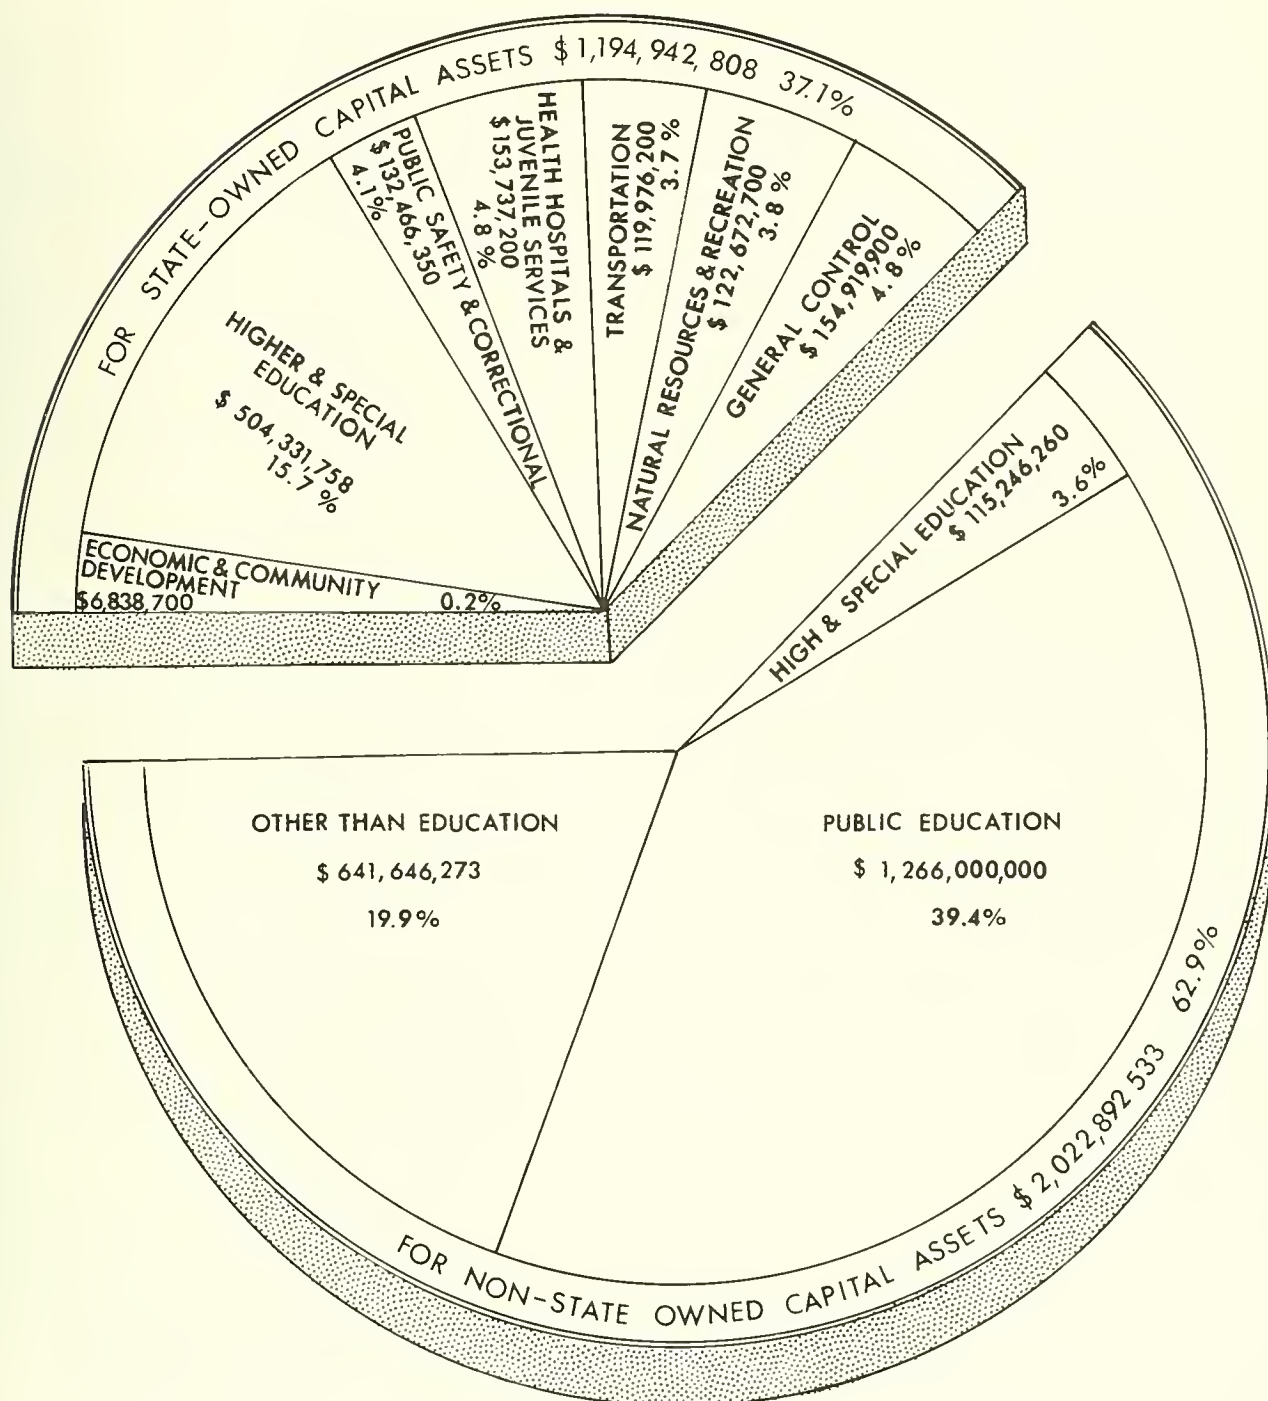 FOR STATE-OWNED CAPITAL ASSETS $1,194,942,808 37.1%
ECONOMIC & COMMUNITY
DEVELOPMENT
$6,838,700 0.2%
HIGHER & SPECIAL
EDUCATION
$ 504,331,758
15.7 %
PUBLIC SAFETY & CORRECTIONAL
$ 132,466,350
4.1%
HEALTH HOSPITALS &
JUVENILE SERVICES
$153,737,200
4.8 %
TRANSPORTATION
$ 119,976,200
3.7 %
NATURAL RESOURCES & RECREATION
$ 122,672,700
3.8 %
GENERAL CONTROL
$ 154,919,900
4.8 %
HIGH & SPECIAL EDUCATION
$ 115,246,260
3.6%
OTHER THAN EDUCATION
$ 641,646,273
19.9%
PUBLIC EDUCATION
$ 1,266,000,000
39.4%
FOR NON-STATE OWNED CAPITAL ASSETS $ 2,022,892 533 62.9%